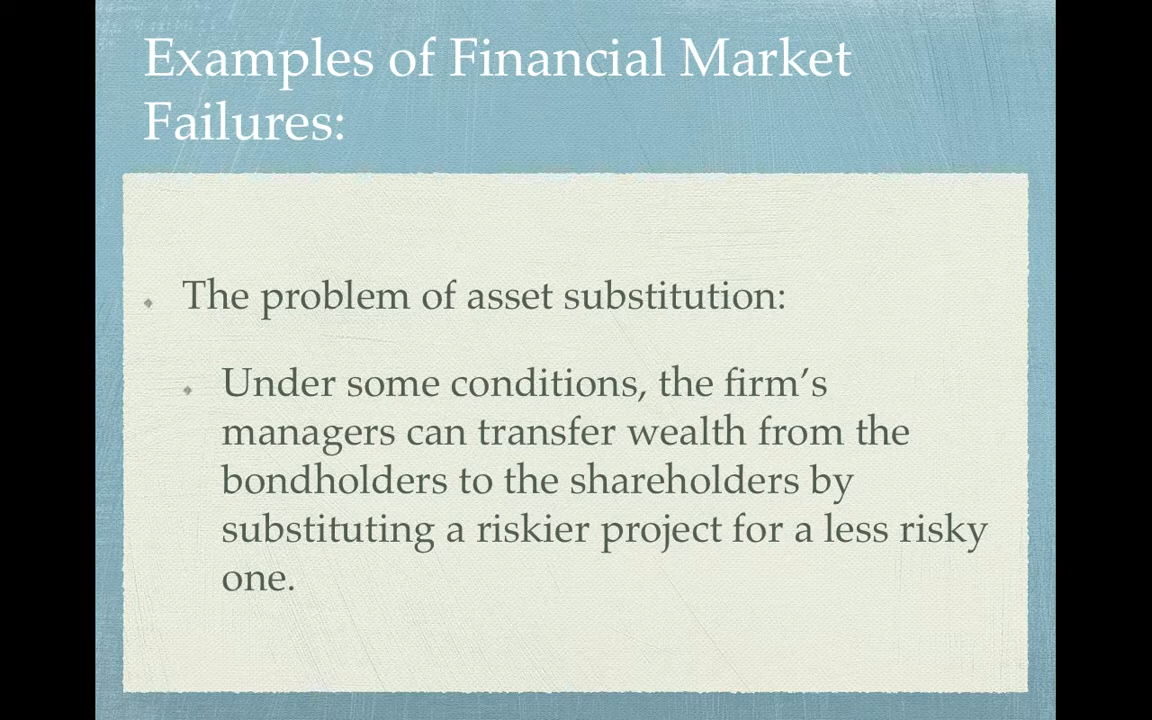 Examples of Financial Market
Failures:
The problem of asset substitution:
Under some conditions, the firm’s
managers can transfer wealth from the
bondholders to the shareholders by
substituting a riskier project for a less risky
one.